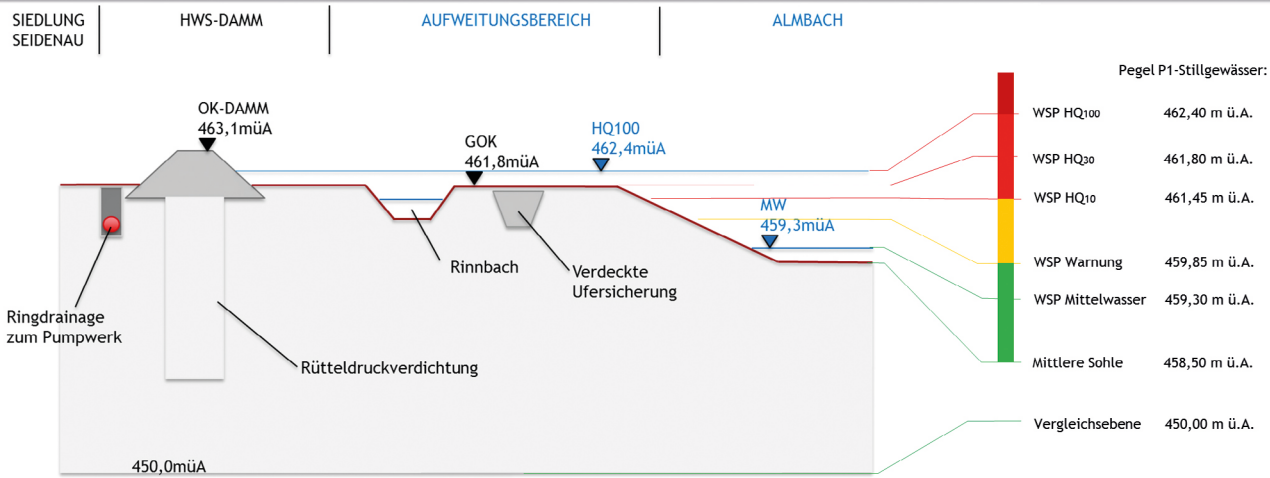 SIEDLUNG
SEIDENAU
HWS-DAMM
AUFWEITUNGSBEREICH
ALMBACH
Pegel P1-Stillgewässer:
OK-DAMM
463,1müA
GOK
461,8müA
HQ100
462,4müA
MW
459,3müA
WSP HQ100 462,40 m ü.A.
WSP HQ30 461,80 m ü.A.
WSP HQ10 461,45 m ü.A.
WSP Warnung 459,85 m ü.A.
WSP Mittelwasser 459,30 m ü.A.
Mittlere Sohle 458,50 m ü.A.
Vergleichsebene 450,00 m ü.A.
Rinnbach
Verdeckte
Ufersicherung
Ringdrainage
zum Pumpwerk
Rütteldruckverdichtung
450,0müA